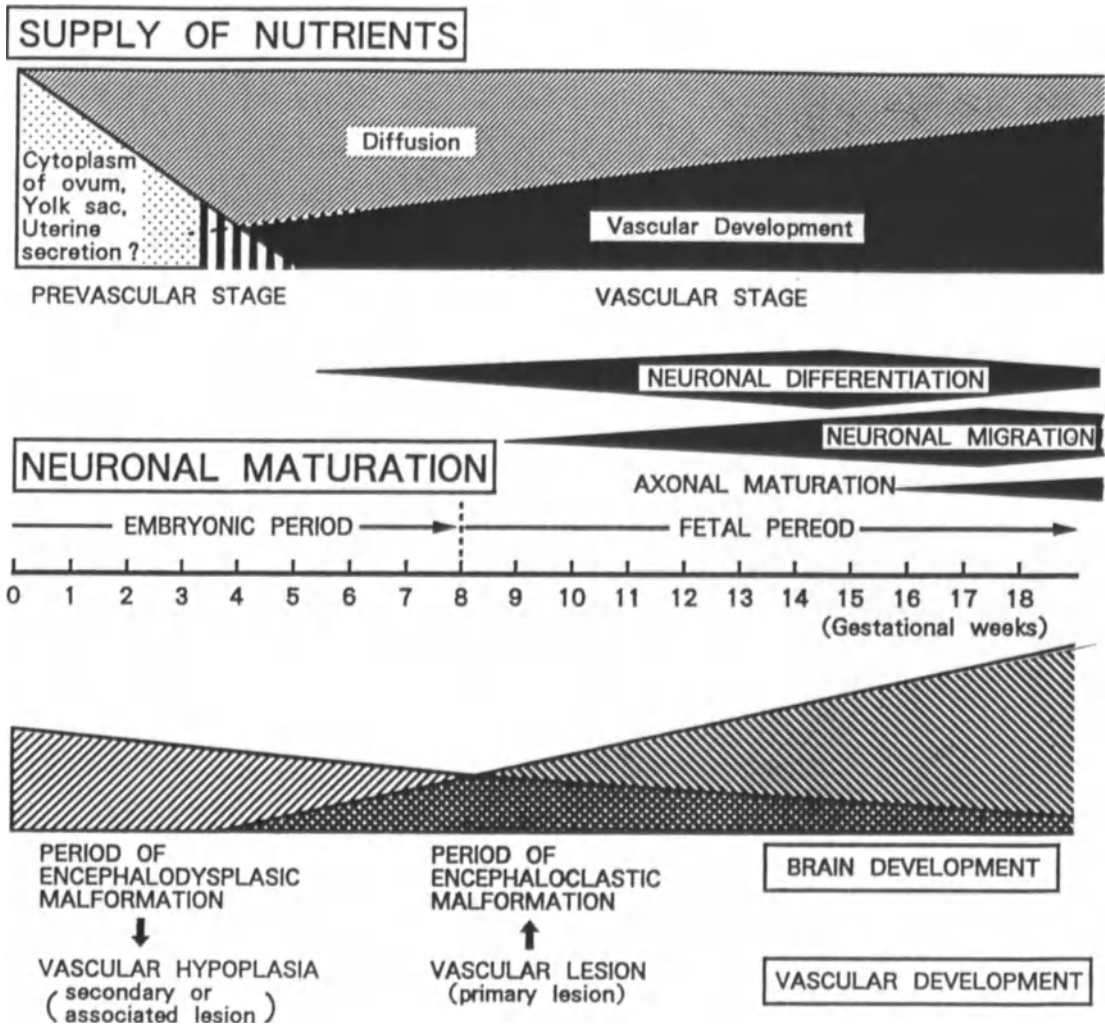 SUPPLY OF NUTRIENTS
Diffusion
Cytoplasm
of ovum,
Yolk sac,
Uterine
secretion ?
Vascular Development
PREVASCULAR STAGE
VASCULAR STAGE
NEURONAL DIFFERENTIATION
NEURONAL MIGRATION
NEURONAL MATURATION
AXONAL MATURATION
EMBRYONIC PERIOD
FETAL PEREOD
0 1 2 3 4 5 6 7 8 9 10 11 12 13 14 15 16 17 18
(Gestational weeks)
PERIOD OF
ENCEPHALODYSPLASIC
MALFORMATION
VASCULAR HYPOPLASIA
(secondary or
associated lesion)
PERIOD OF
ENCEPHALOCLASTIC
MALFORMATION
VASCULAR LESION
(primary lesion)
BRAIN DEVELOPMENT
VASCULAR DEVELOPMENT